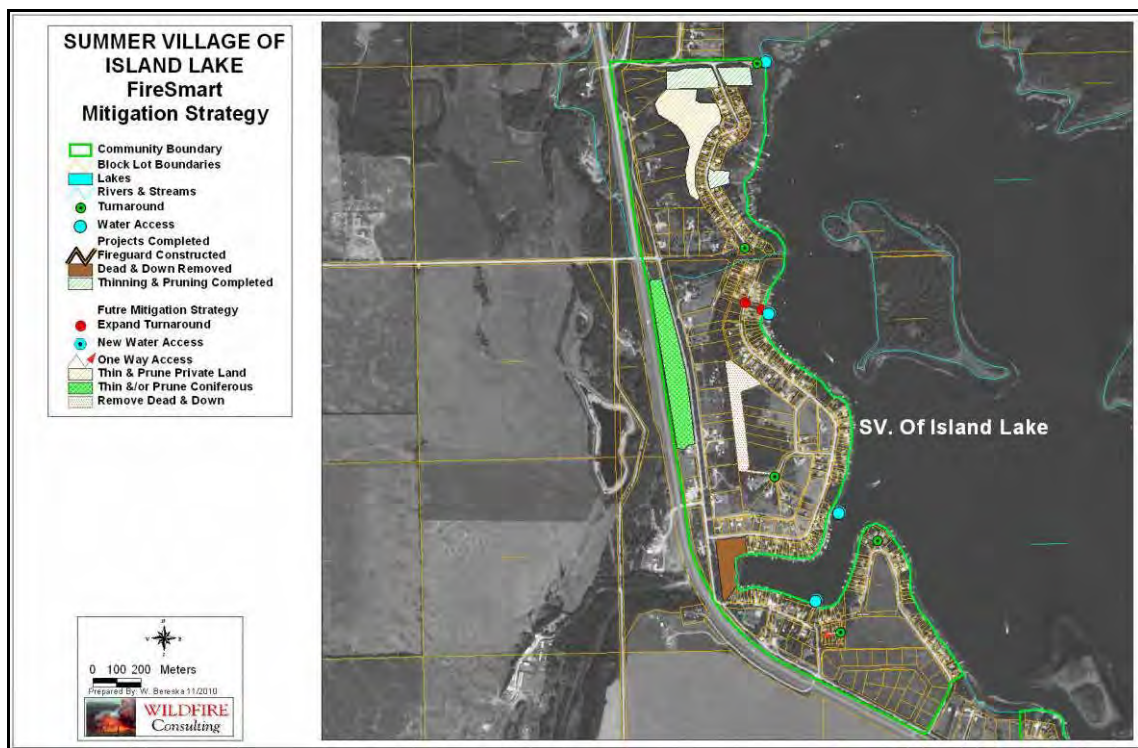 SUMMER VILLAGE OF
ISLAND LAKE
FireSmart
Mitigation Strategy
Community Boundary
Block Lot Boundaries
Lakes
Rivers & Streams
Turnaround
Water Access
Projects Completed
Fireguard Constructed
Dead & Down Removed
Thinning & Pruning Completed
Futre Mitigation Strategy
Expand Turnaround
New Water Access
One Way Access
Thin & Prune Private Land
Thin &/or Prune Coniferous
Remove Dead & Down
SV. Of Island Lake
0 100 200 Meters
Prepared By: W. Bereska 11/2010
WILDFIRE
Consulting